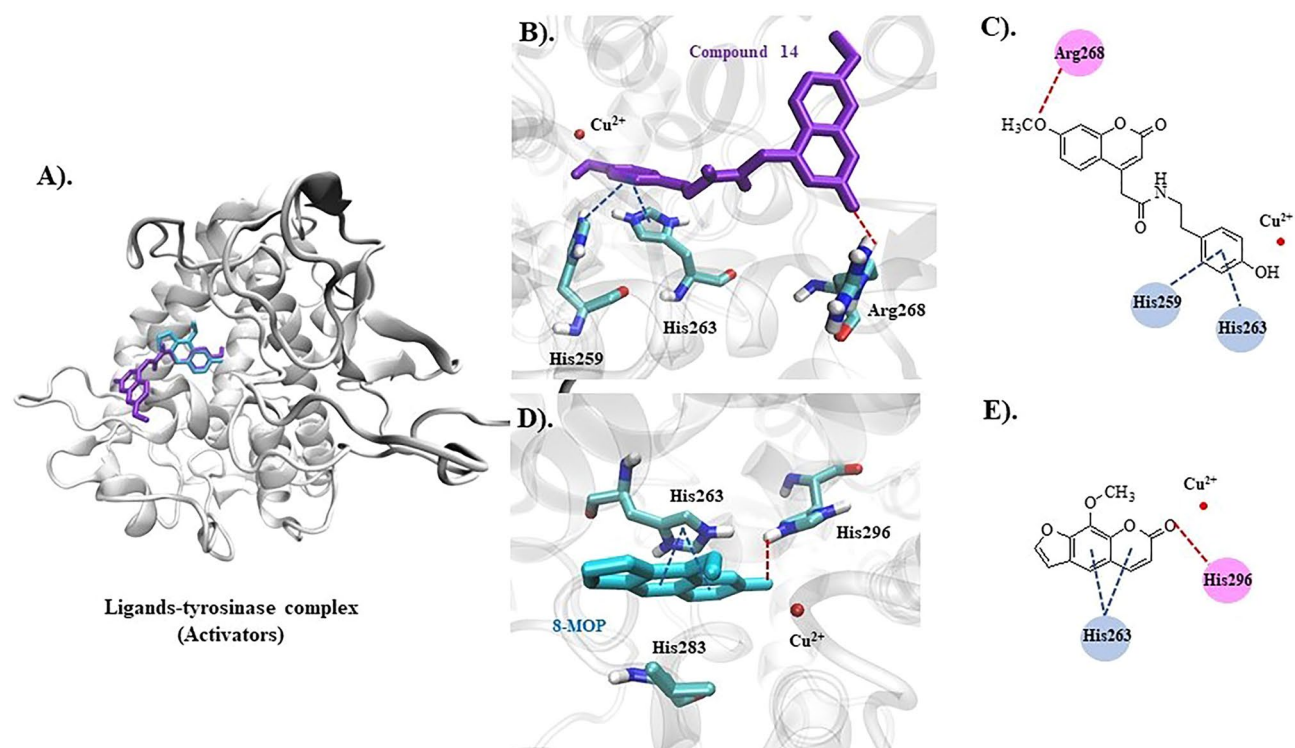 A).
Ligands-tyrosinase complex
(Activators)
B).
Compound 14
Cu2+
His259
His263
Arg268
C).
Arg268
H3CO
O
O
H
N
O
Cu2+
OH
His259
His263
D).
His263
His296
8-MOP
Cu2+
His283
E).
Cu2+
OCH3
O
O
O
His296
His263